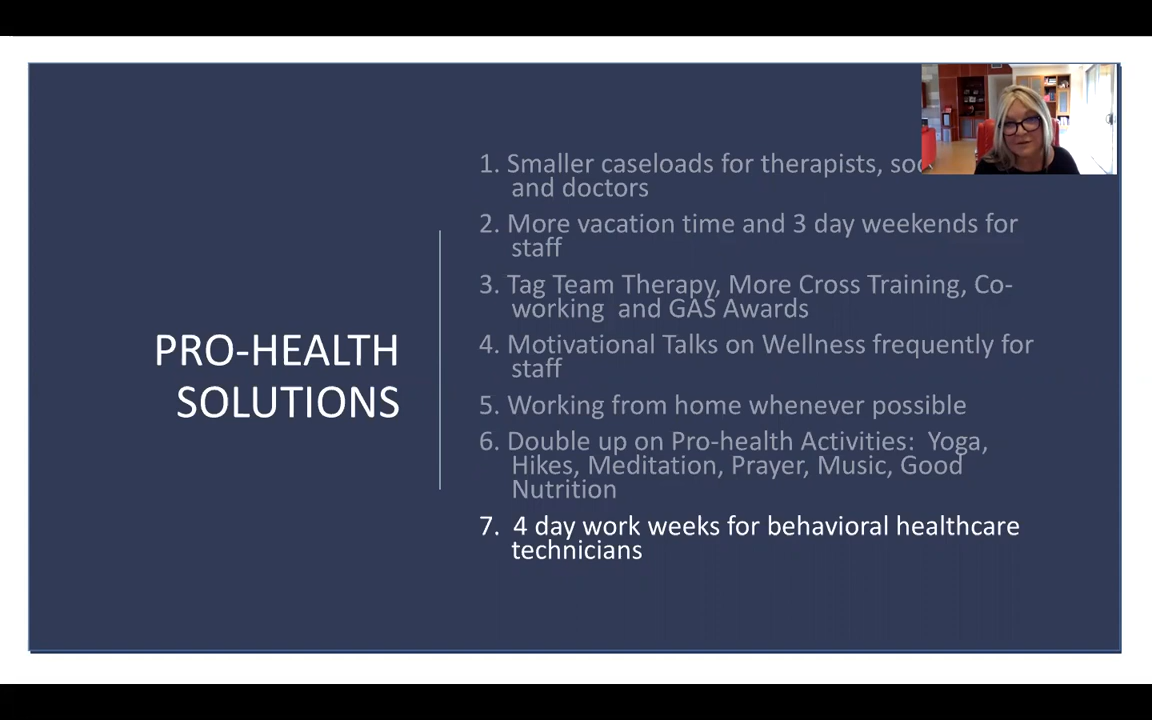 PRO-HEALTH
SOLUTIONS
1. Smaller caseloads for therapists,
and doctors
2. More vacation time and 3 day weekends for
staff
3. Tag Team Therapy, More Cross Training, Co-
working and GAS Awards
4. Motivational Talks on Wellness frequently for
staff
5. Working from home whenever possible
6. Double up on Pro-health Activities: Yoga,
Hikes, Meditation, Prayer, Music, Good
Nutrition
7. 4 day work weeks for behavioral healthcare
technicians